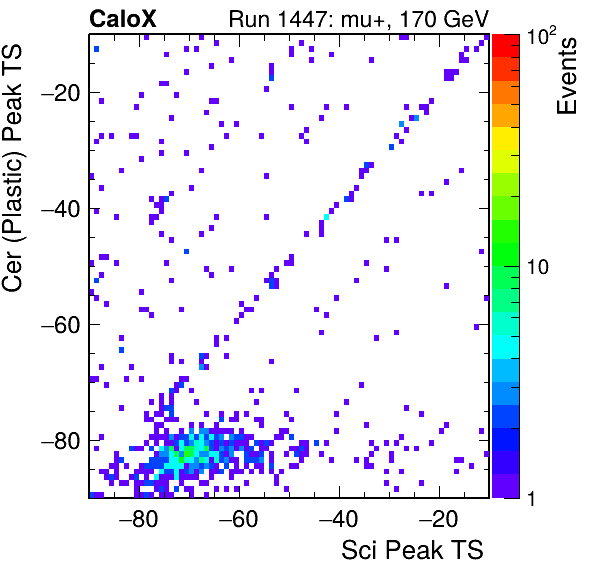 CaloX Run 1447: mu+, 170 GeV
Cer (Plastic) Peak TS
−20
−40
−60
−80
−80 −60 −40 −20
Sci Peak TS
10²
10
1
Events